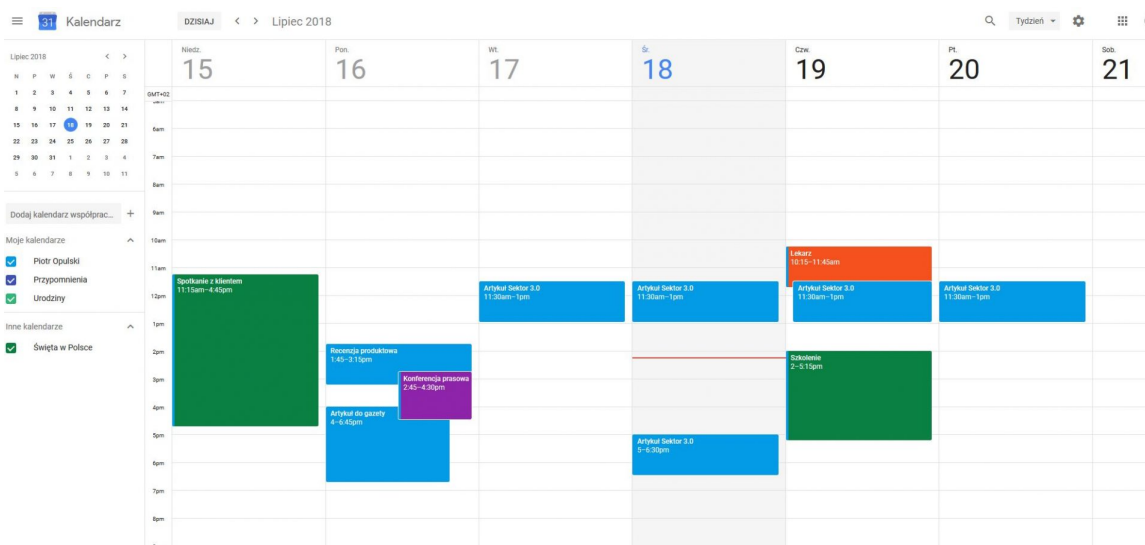 31 Kalendarz
DZISIAJ
Lipiec 2018
Tydzień
Lipiec 2018
N P W Ś C P S
1 2 3 4 5 6 7
8 9 10 11 12 13 14
15 16 17 18 19 20 21
22 23 24 25 26 27 28
29 30 31 1 2 3 4
5 6 7 8 9 10 11
Dodaj kalendarz współprac...
Moje kalendarze
Piotr Opulski
Przypomnienia
Urodziny
Inne kalendarze
Święta w Polsce
Niedz.
15
Pon.
16
Wt.
17
Śr.
18
Czw.
19
Pt.
20
Sob.
21
GMT+02
6am
7am
8am
9am
10am
11am
12pm
1pm
2pm
3pm
4pm
5pm
6pm
7pm
8pm
Spotkanie z klientem
11:15am–4:45pm
Recenzja produktowa
1:45–3:15pm
Konferencja prasowa
2:45–4:30pm
Artykuł do gazety
4–6:45pm
Artykuł Sektor 3.0
11:30am–1pm
Artykuł Sektor 3.0
11:30am–1pm
Artykuł Sektor 3.0
5–6:30pm
Lekarz
10:15–11:45am
Artykuł Sektor 3.0
11:30am–1pm
Szkolenie
2–5:15pm
Artykuł Sektor 3.0
11:30am–1pm